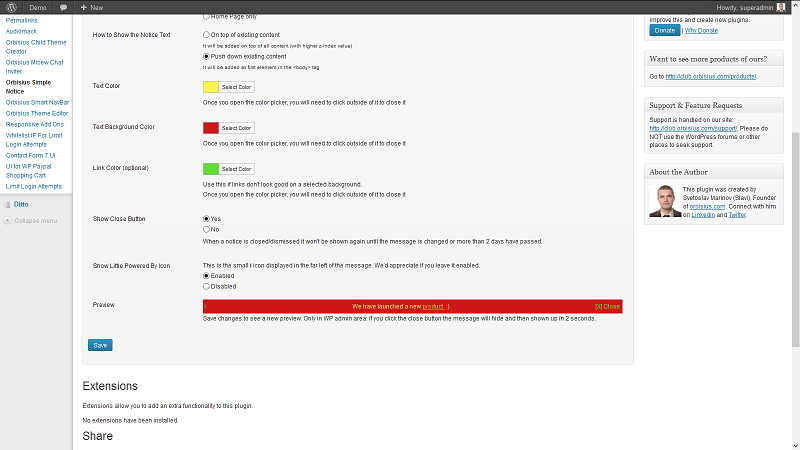 Demo
New
Howdy, superadmin
Permalinks
Audiomack
Orbisius Child Theme
Creator
Orbisius Mibew Chat
Inviter
Orbisius Simple
Notice
Orbisius Smart NavBar
Orbisius Theme Editor
Responsive Add Ons
Whitelist IP For Limit
Login Attempts
Contact Form 7 UI
UI for WP Paypal
Shopping Cart
Limit Login Attempts
Ditto
Collapse menu
Home Page only
How to Show the Notice Text
On top of existing content
It will be added on top of all content (with higher z-index value)
Push down existing content
It will be added as first element in the <body> tag
Text Color
Select Color
Once you open the color picker, you will need to click outside of it to close it
Text Background Color
Select Color
Once you open the color picker, you will need to click outside of it to close it
Link Color (optional)
Select Color
Use this if links don't look good on a selected background.
Once you open the color picker, you will need to click outside of it to close it
Show Close Button
Yes
No
When a notice is closed/dismissed it won't be shown again until the message is changed or more than 2 days have passed.
Show Little Powered By Icon
This is the small i icon displayed in the far left of the message. We'd appreciate if you leave it enabled.
Enabled
Disabled
Preview
i
We have launched a new product :)
[X] Close
Save changes to see a new preview. Only in WP admin area: if you click the close button the message will hide and then shown up in 2 seconds.
Save
Extensions
Extensions allow you to add an extra functionality to this plugin.
No extensions have been installed.
Share
improve this and create new plugins.
Donate | Why Donate
Want to see more products of ours?
Go to http://club.orbisius.com/products/.
Support & Feature Requests
Support is handled on our site:
http://club.orbisius.com/support/. Please do
NOT use the WordPress forums or other
places to seek support.
About the Author
This plugin was created by
Svetoslav Marinov (Slavi), Founder
of orbisius.com. Connect with him
on Linkedin and Twitter.